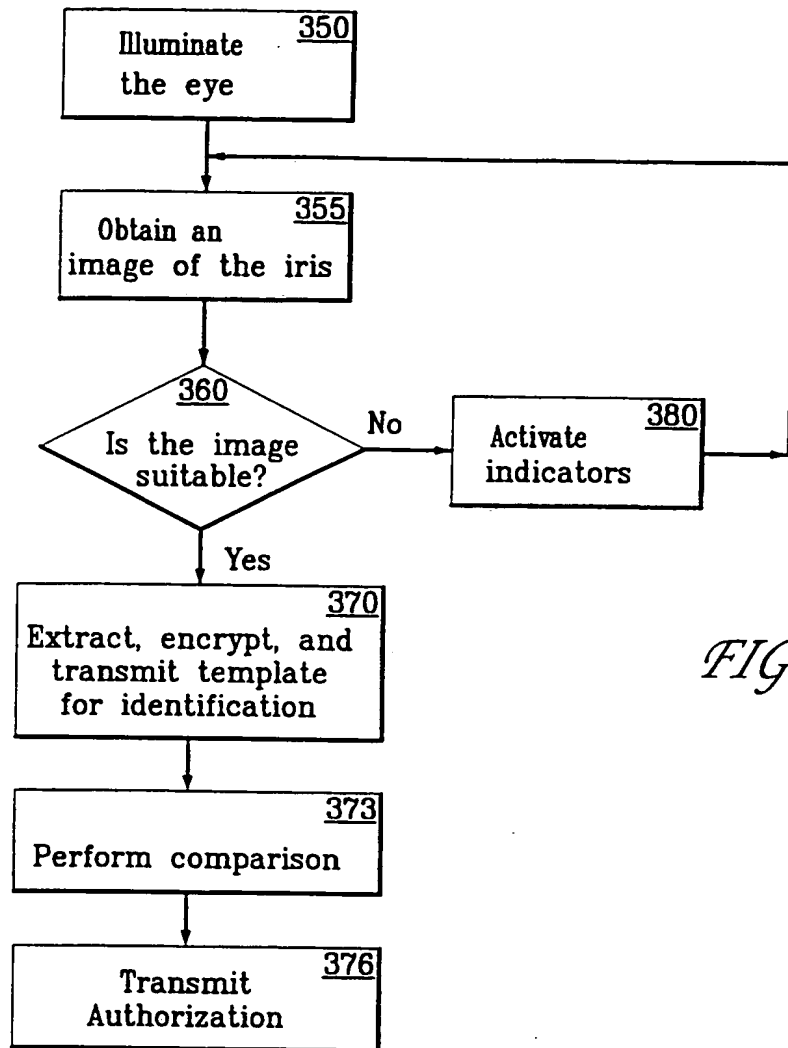 350
Illuminate
the eye
355
Obtain an
image of the iris
360
Is the image
suitable?
No
380
Activate
indicators
Yes
370
Extract, encrypt, and
transmit template
for identification
FIG
373
Perform comparison
376
Transmit
Authorization